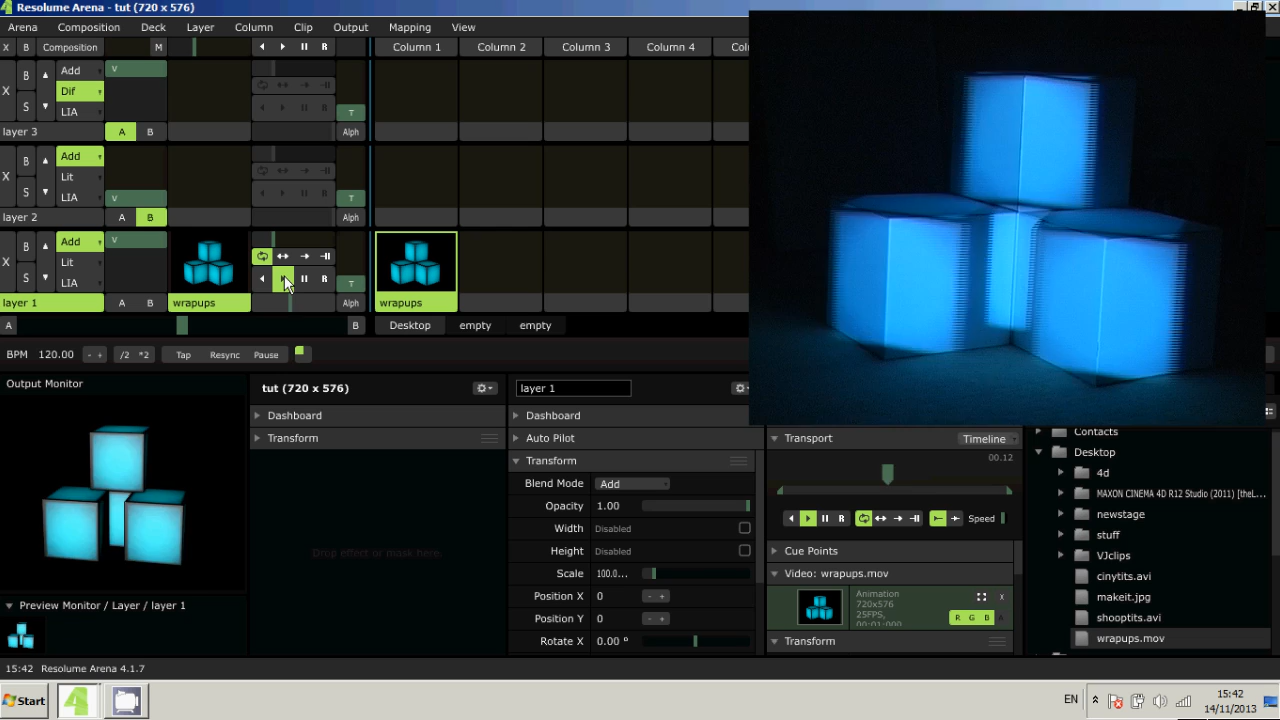 Resolume Arena - tut (720 x 576)
Arena Composition Deck Layer Column Clip Output Mapping View
X B Composition M R Column 1 Column 2 Column 3 Column 4
B Add v
X Dif
S LIA T
layer 3 A B Alph
B Add
X Lit
S LIA v T
layer 2 A B Alph
B Add v
X Lit
S LIA R T
layer 1 A B wrapups Alph wrapups
A B Desktop empty empty
BPM 120.00 - + /2 *2 Tap Resync Pause
Output Monitor
tut (720 x 576)
Dashboard
Transform
Drop effect or mask here.
layer 1
Dashboard
Auto Pilot
Transform
Blend Mode Add
Opacity 1.00
Width Disabled
Height Disabled
Scale 100.0...
Position X 0 - +
Position Y 0 - +
Rotate X 0.00 º
Transport Timeline
00.12
R Speed
Cue Points
Video: wrapups.mov
Animation X
720x576
25FPS, R G B A
00:01:000
Transform
Contacts
Desktop
4d
MAXON CINEMA 4D R12 Studio (2011) [theL...
newstage
stuff
VJclips
cinytits.avi
makeit.jpg
shooptits.avi
wrapups.mov
Preview Monitor / Layer / layer 1
15:42 Resolume Arena 4.1.7
Start
EN
15:42
14/11/2013